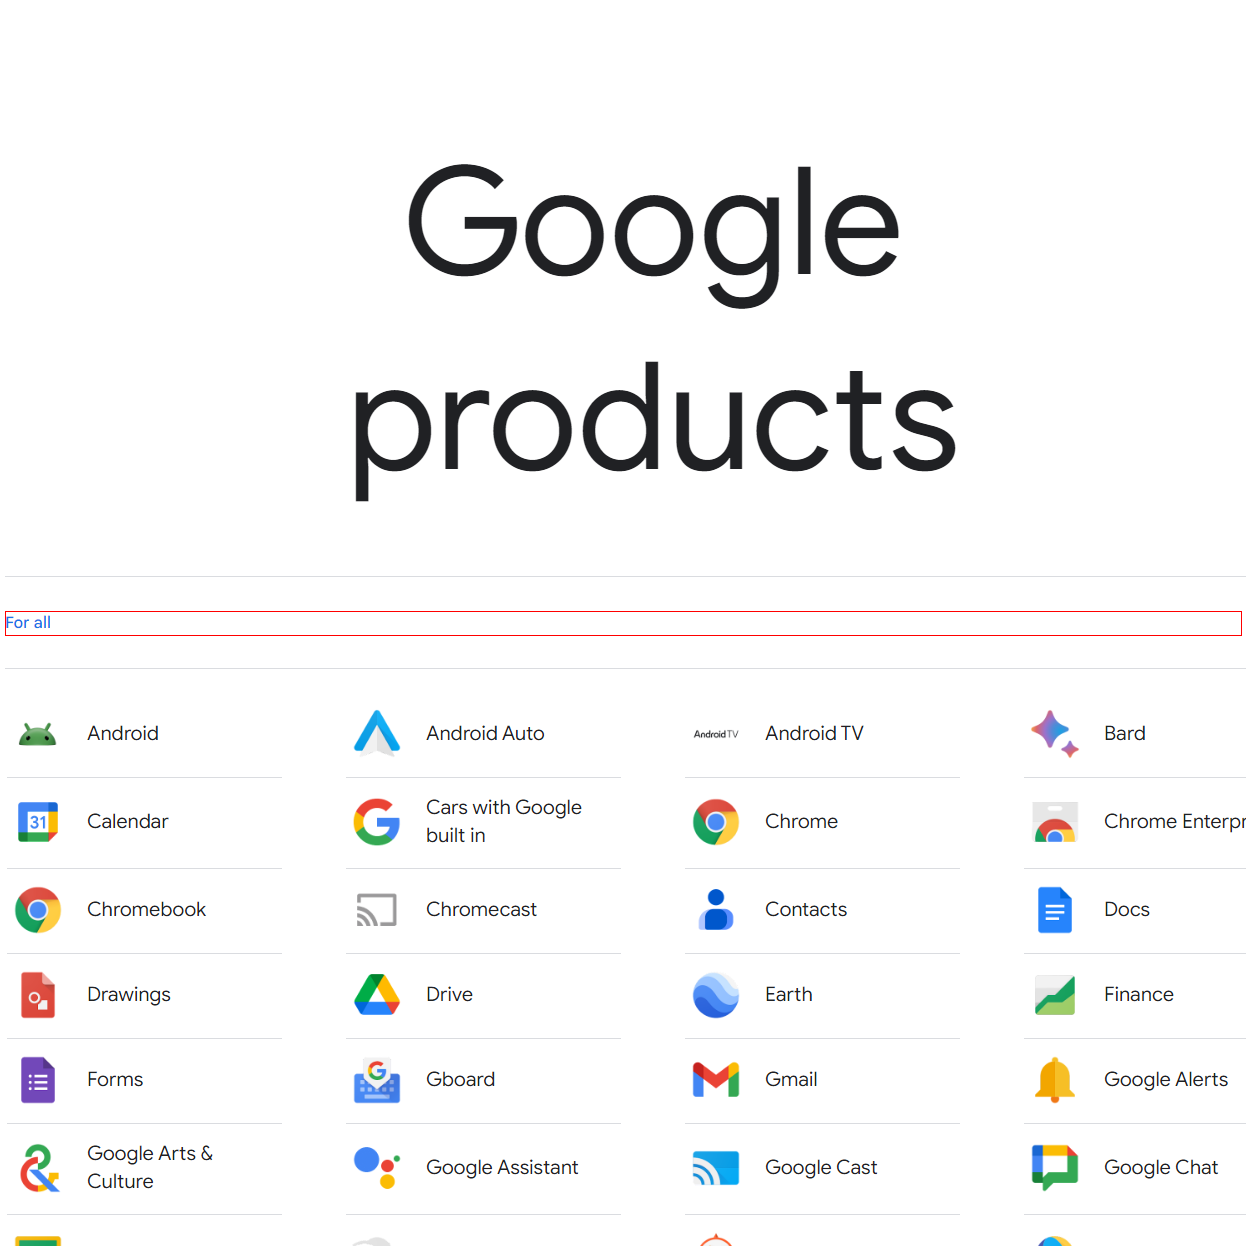 Google
products
For all
Android
Android Auto
AndroidTV
Android TV
Bard
31
Calendar
Cars with Google
built in
Chrome
Chrome Enterpr
Chromebook
Chromecast
Contacts
Docs
Drawings
Drive
Earth
Finance
Forms
G
Gboard
Gmail
Google Alerts
Google Arts &
Culture
Google Assistant
Google Cast
Google Chat